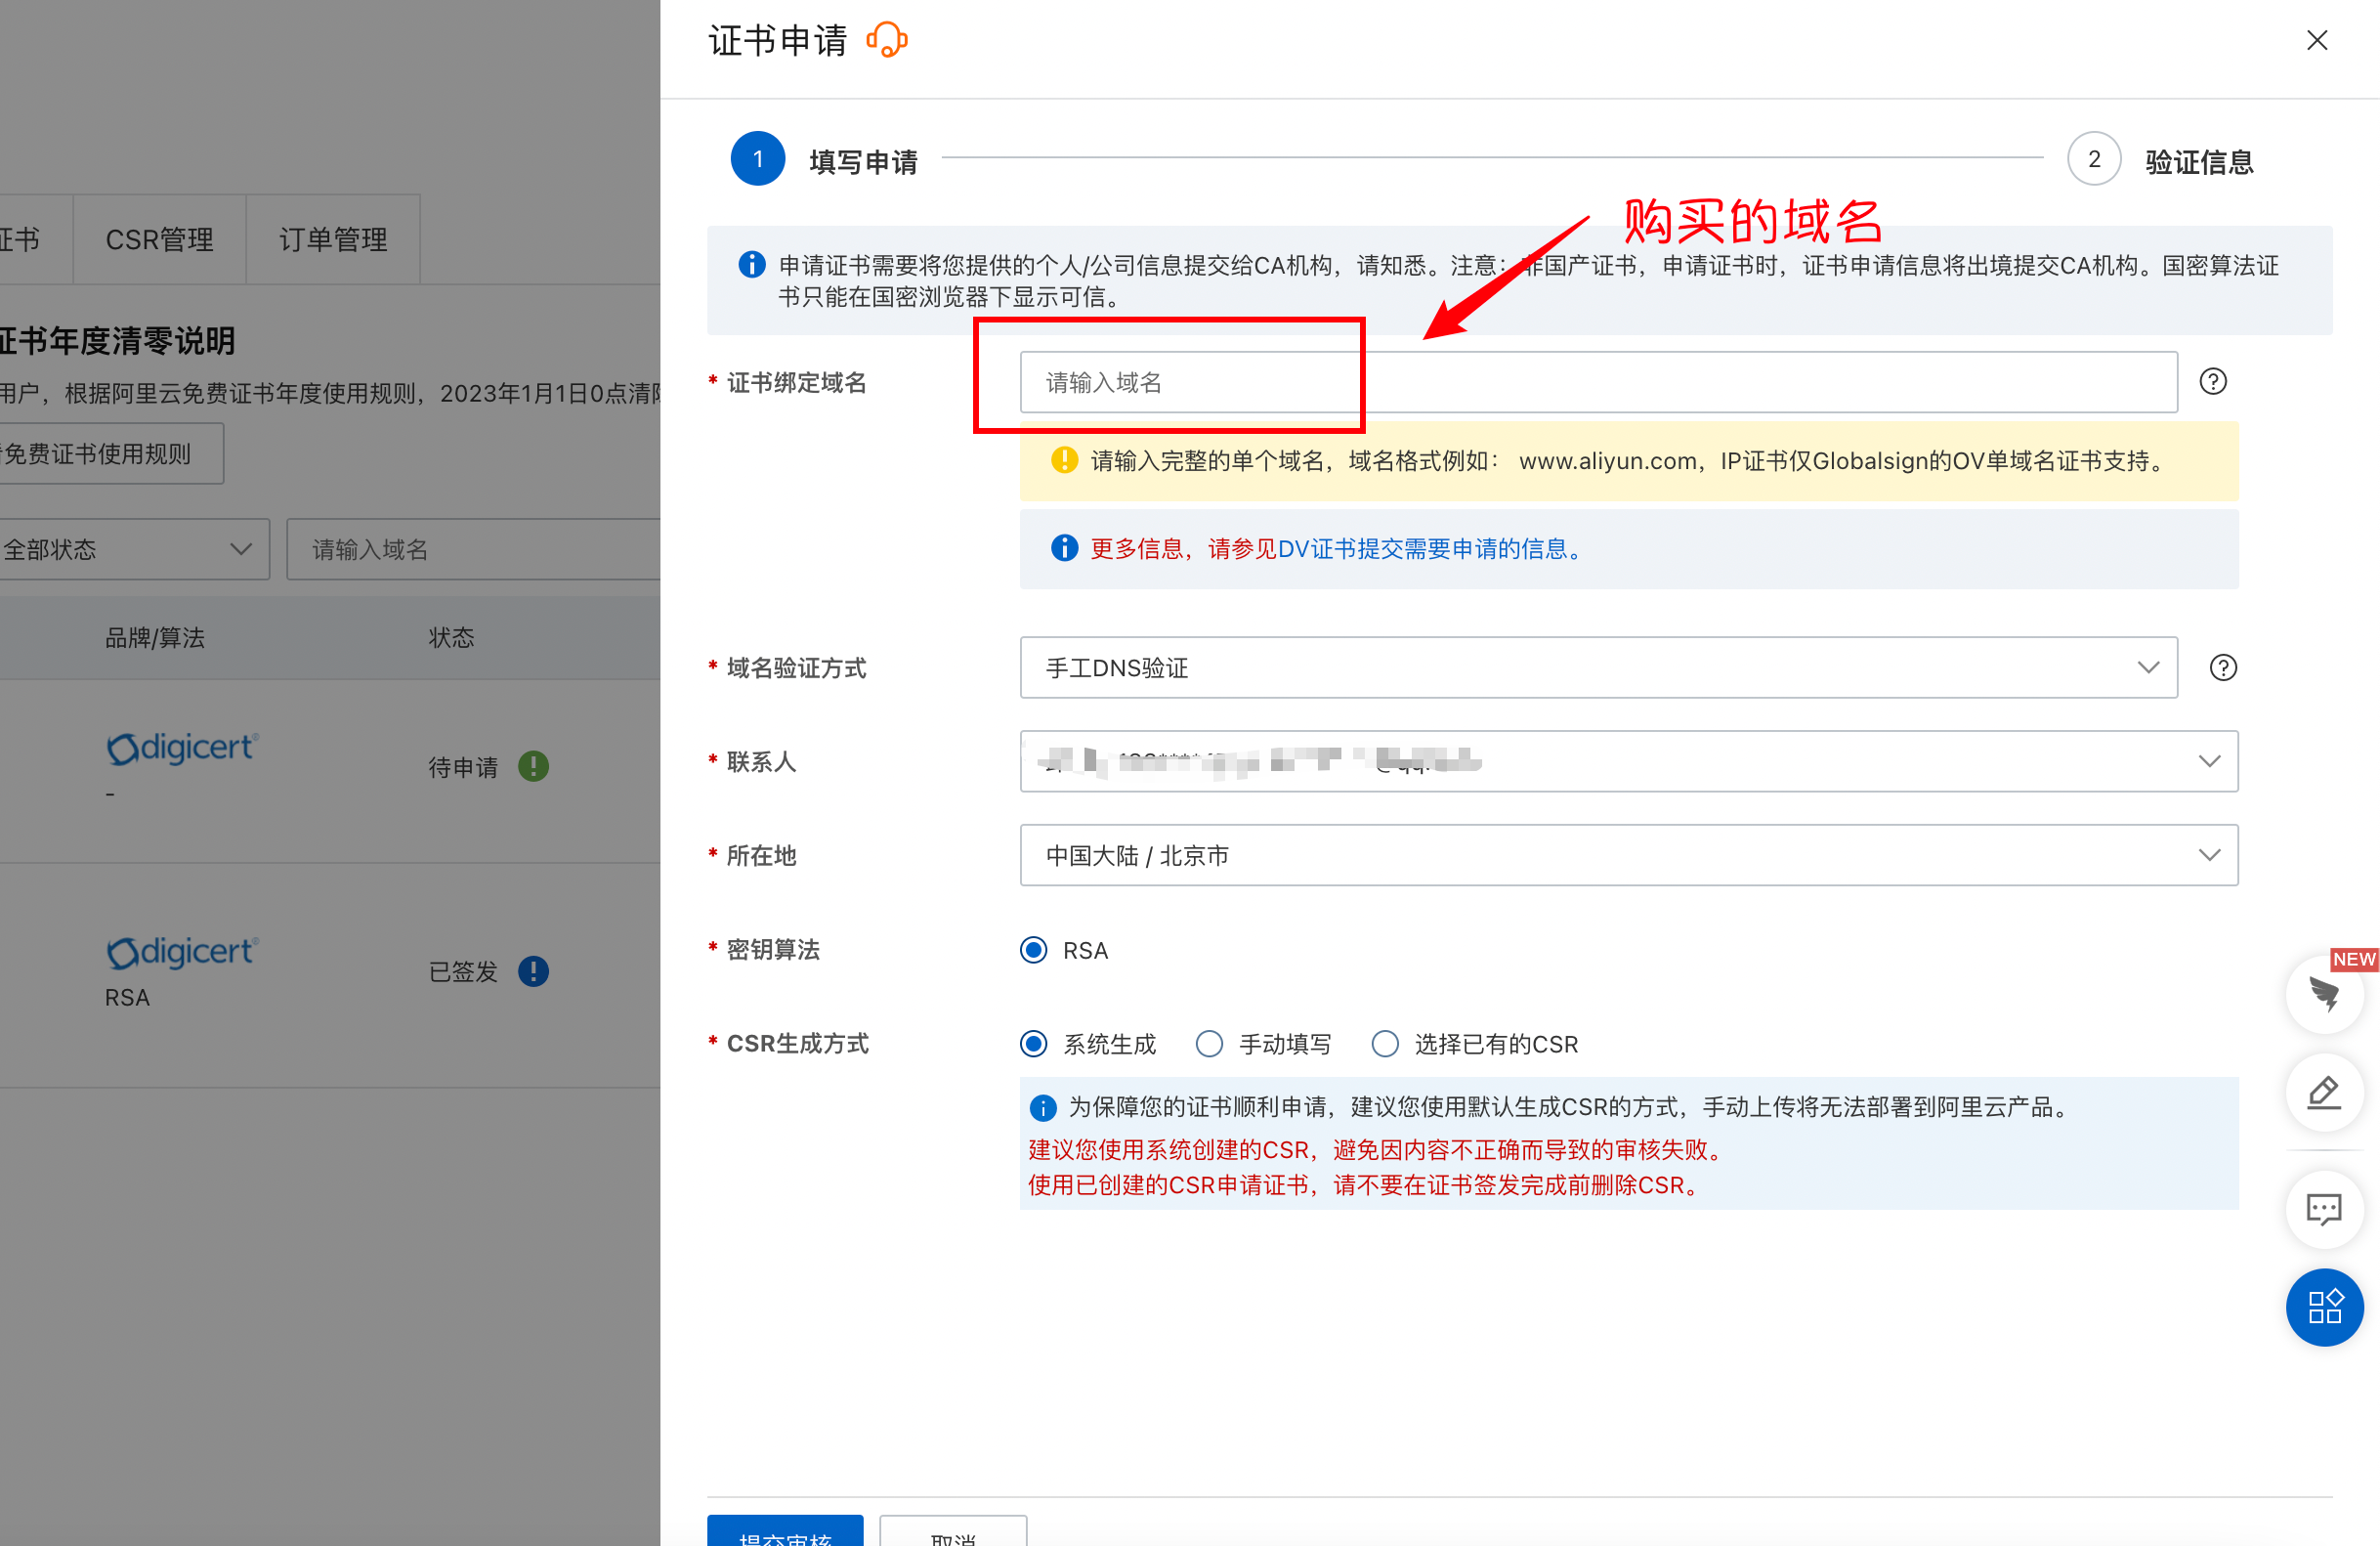 证书申请
1 填写申请
2 验证信息
购买的域名
申请证书需要将您提供的个人/公司信息提交给CA机构，请知悉。注意：非国产证书，申请证书时，证书申请信息将出境提交CA机构。国密算法证
书只能在国密浏览器下显示可信。
* 证书绑定域名
请输入域名
请输入完整的单个域名，域名格式例如： www.aliyun.com，IP证书仅Globalsign的OV单域名证书支持。
更多信息，请参见DV证书提交需要申请的信息。
* 域名验证方式
手工DNS验证
* 联系人
* 所在地
中国大陆 / 北京市
* 密钥算法
RSA
* CSR生成方式
系统生成 手动填写 选择已有的CSR
为保障您的证书顺利申请，建议您使用默认生成CSR的方式，手动上传将无法部署到阿里云产品。
建议您使用系统创建的CSR，避免因内容不正确而导致的审核失败。
使用已创建的CSR申请证书，请不要在证书签发完成前删除CSR。
提交审核 取消
NEW
证书 CSR管理 订单管理
证书年度清零说明
用户，根据阿里云免费证书年度使用规则，2023年1月1日0点清除
免费证书使用规则
全部状态 请输入域名
品牌/算法 状态
digicert
-
待申请
digicert
RSA
已签发